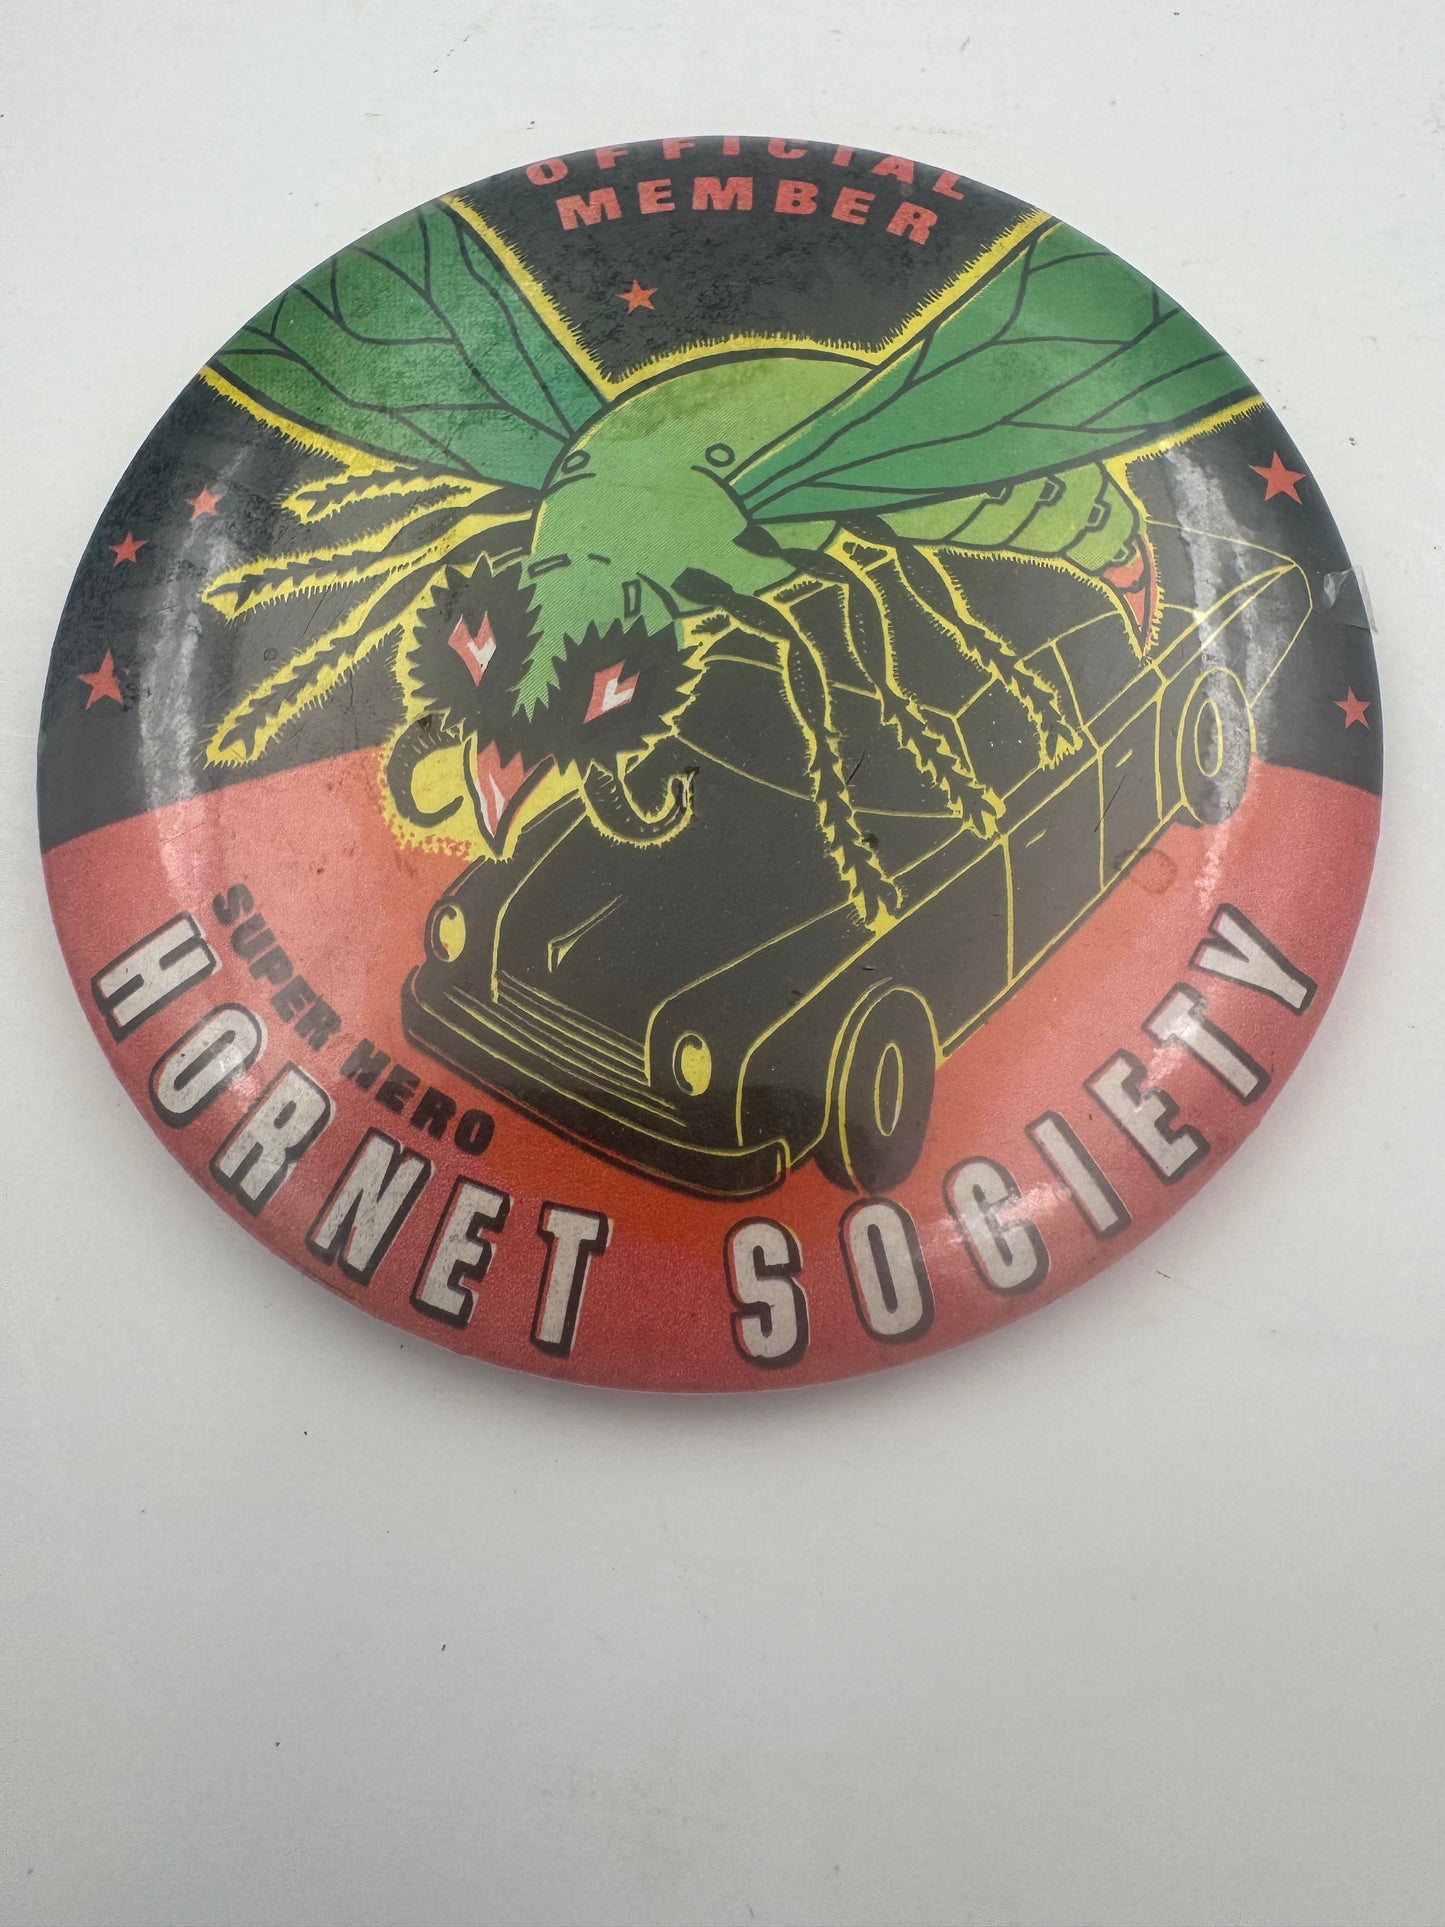 OFFICIAL
MEMBER
SUPER HERO
HORNET SOCIETY